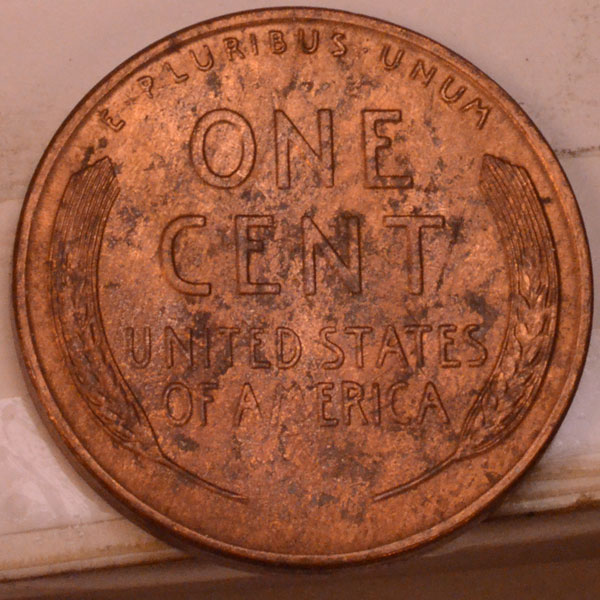 E PLURIBUS UNUM
ONE
CENT
UNITED STATES
OF AMERICA